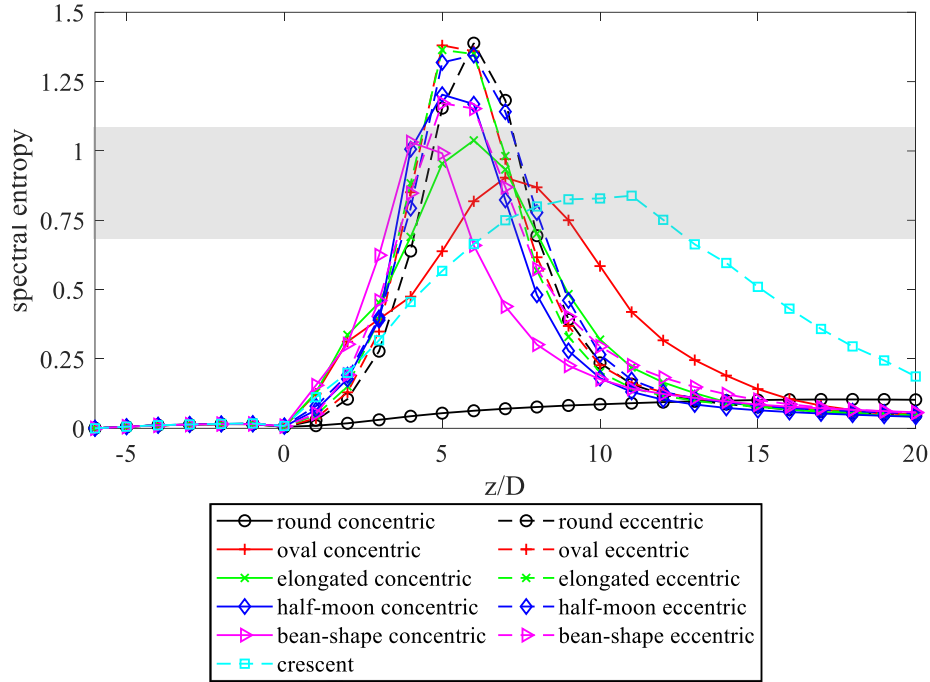 1.5
1.25
1
0.75
0.5
0.25
0
spectral entropy
-5 0 5 10 15 20
z/D
round concentric round eccentric
oval concentric oval eccentric
elongated concentric elongated eccentric
half-moon concentric half-moon eccentric
bean-shape concentric bean-shape eccentric
crescent